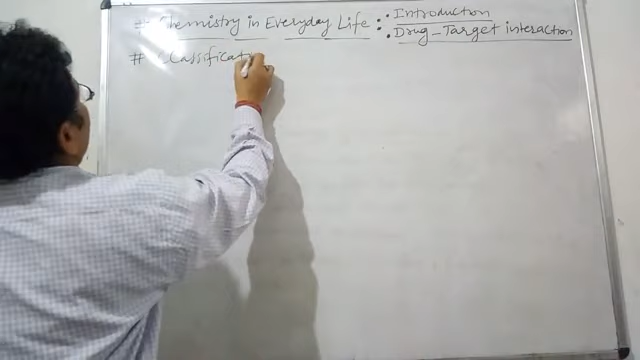 # Chemistry in Everyday Life : : Introduction
. Drug-Target interaction
# Classificat